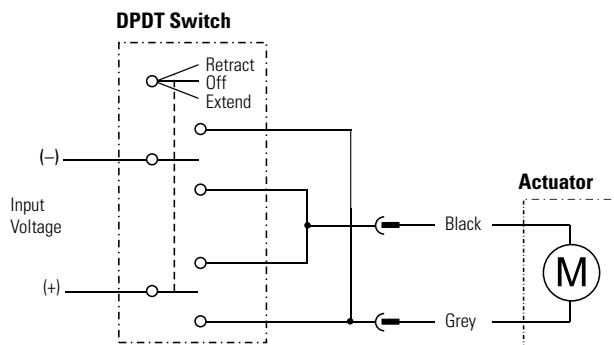 DPDT Switch
Retract
Off
Extend
(–)
Input
Voltage
(+)
Black
Grey
Actuator
M